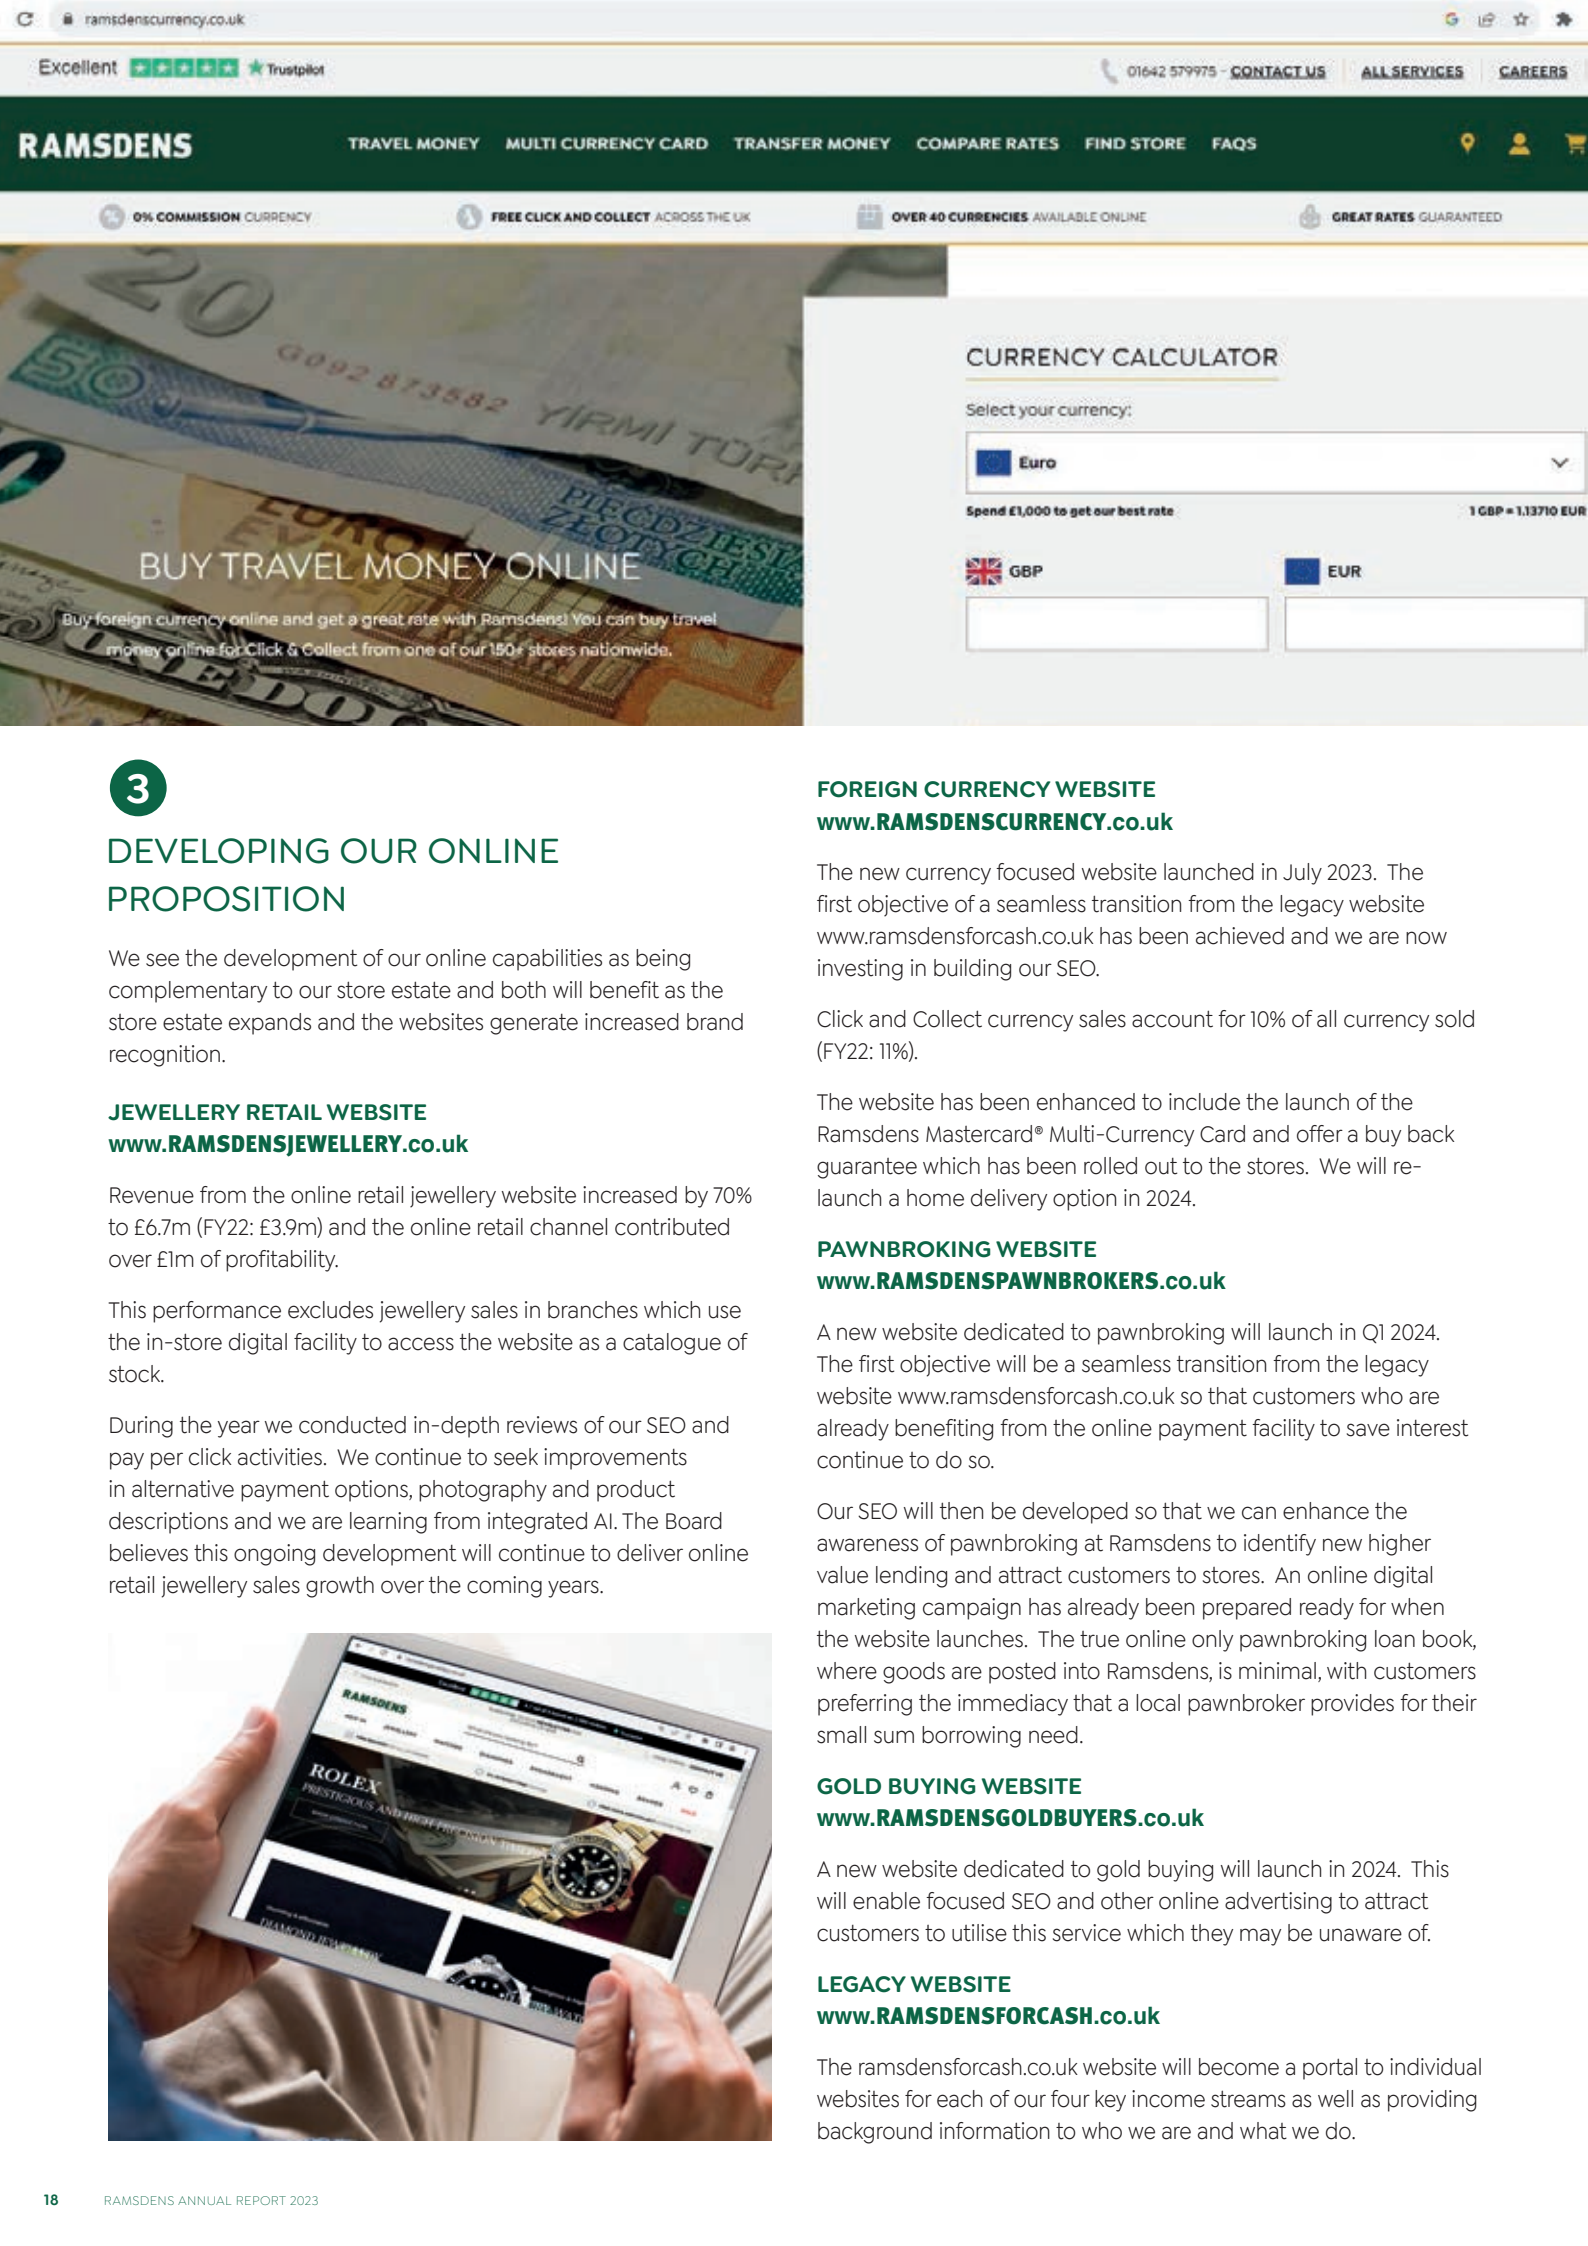 ramsdenscurrency.co.uk
Excellent Trustpilot
01642 579975 - CONTACT US ALL SERVICES CAREERS
RAMSDENS TRAVEL MONEY MULTI CURRENCY CARD TRANSFER MONEY COMPARE RATES FIND STORE FAQS
0% COMMISSION CURRENCY FREE CLICK AND COLLECT ACROSS THE UK OVER 40 CURRENCIES AVAILABLE ONLINE GREAT RATES GUARANTEED
20
50
G092 873582
YİRMİ TÜRK
PIĘĆDZIESIĄT
ZŁOTYCH
EURO
BUY TRAVEL MONEY ONLINE
Buy foreign currency online and get a great rate with Ramsdens! You can buy travel
money online for Click & Collect from one of our 150+ stores nationwide.
CURRENCY CALCULATOR
Select your currency:
Euro
Spend £1,000 to get our best rate 1 GBP = 1.13710 EUR
GBP EUR
3
DEVELOPING OUR ONLINE
PROPOSITION
We see the development of our online capabilities as being
complementary to our store estate and both will benefit as the
store estate expands and the websites generate increased brand
recognition.
JEWELLERY RETAIL WEBSITE
www.RAMSDENSJEWELLERY.co.uk
Revenue from the online retail jewellery website increased by 70%
to £6.7m (FY22: £3.9m) and the online retail channel contributed
over £1m of profitability.
This performance excludes jewellery sales in branches which use
the in-store digital facility to access the website as a catalogue of
stock.
During the year we conducted in-depth reviews of our SEO and
pay per click activities.  We continue to seek improvements
in alternative payment options, photography and product
descriptions and we are learning from integrated AI. The Board
believes this ongoing development will continue to deliver online
retail jewellery sales growth over the coming years.
RAMSDENS
ROLEX
PRESTIGIOUS AND HIGH PRECISION
DIAMOND JEWELLERY
FOREIGN CURRENCY WEBSITE
www.RAMSDENSCURRENCY.co.uk
The new currency focused website launched in July 2023.  The
first objective of a seamless transition from the legacy website
www.ramsdensforcash.co.uk has been achieved and we are now
investing in building our SEO.
Click and Collect currency sales account for 10% of all currency sold
(FY22: 11%).
The website has been enhanced to include the launch of the
Ramsdens Mastercard® Multi-Currency Card and offer a buy back
guarantee which has been rolled out to the stores.  We will re-
launch a home delivery option in 2024.
PAWNBROKING WEBSITE
www.RAMSDENSPAWNBROKERS.co.uk
A new website dedicated to pawnbroking will launch in Q1 2024.
The first objective will be a seamless transition from the legacy
website www.ramsdensforcash.co.uk so that customers who are
already benefiting from the online payment facility to save interest
continue to do so.
Our SEO will then be developed so that we can enhance the
awareness of pawnbroking at Ramsdens to identify new higher
value lending and attract customers to stores.  An online digital
marketing campaign has already been prepared ready for when
the website launches.  The true online only pawnbroking loan book,
where goods are posted into Ramsdens, is minimal, with customers
preferring the immediacy that a local pawnbroker provides for their
small sum borrowing need.
GOLD BUYING WEBSITE
www.RAMSDENSGOLDBUYERS.co.uk
A new website dedicated to gold buying will launch in 2024.  This
will enable focused SEO and other online advertising to attract
customers to utilise this service which they may be unaware of.
LEGACY WEBSITE
www.RAMSDENSFORCASH.co.uk
The ramsdensforcash.co.uk website will become a portal to individual
websites for each of our four key income streams as well as providing
background information to who we are and what we do.
18 RAMSDENS ANNUAL REPORT 2023